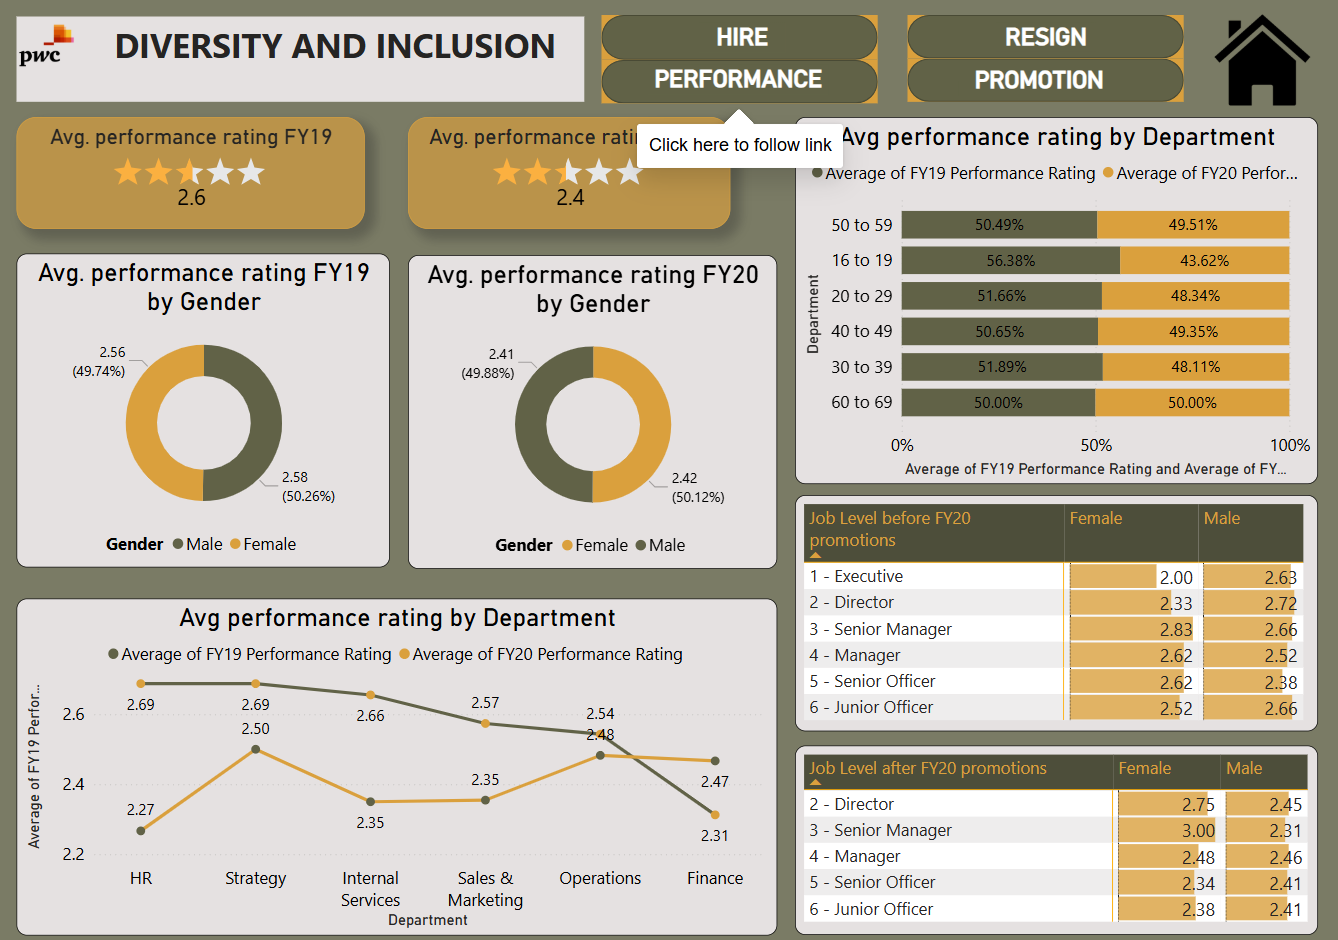 pwc
DIVERSITY AND INCLUSION
HIRE
PERFORMANCE
RESIGN
PROMOTION
Click here to follow link
Avg. performance rating FY19
2.6
Avg. performance rati
2.4
Avg. performance rating FY19
by Gender
2.56
(49.74%)
2.58
(50.26%)
Gender Male Female
Avg. performance rating FY20
by Gender
2.41
(49.88%)
2.42
(50.12%)
Gender Female Male
Avg performance rating by Department
Average of FY19 Performance Rating Average of FY20 Perfor...
Department
50 to 59 50.49% 49.51%
16 to 19 56.38% 43.62%
20 to 29 51.66% 48.34%
40 to 49 50.65% 49.35%
30 to 39 51.89% 48.11%
60 to 69 50.00% 50.00%
0% 50% 100%
Average of FY19 Performance Rating and Average of FY...
Avg performance rating by Department
Average of FY19 Performance Rating Average of FY20 Performance Rating
Average of FY19 Perfor...
2.6
2.4
2.2
2.69 2.69 2.66 2.57 2.54 2.31
2.27 2.50 2.35 2.35 2.48 2.47
HR Strategy Internal Services Sales & Marketing Operations Finance
Department
Job Level before FY20 promotions Female Male
1 - Executive 2.00 2.63
2 - Director 2.33 2.72
3 - Senior Manager 2.83 2.66
4 - Manager 2.62 2.52
5 - Senior Officer 2.62 2.38
6 - Junior Officer 2.52 2.66
Job Level after FY20 promotions Female Male
2 - Director 2.75 2.45
3 - Senior Manager 3.00 2.31
4 - Manager 2.48 2.46
5 - Senior Officer 2.34 2.41
6 - Junior Officer 2.38 2.41